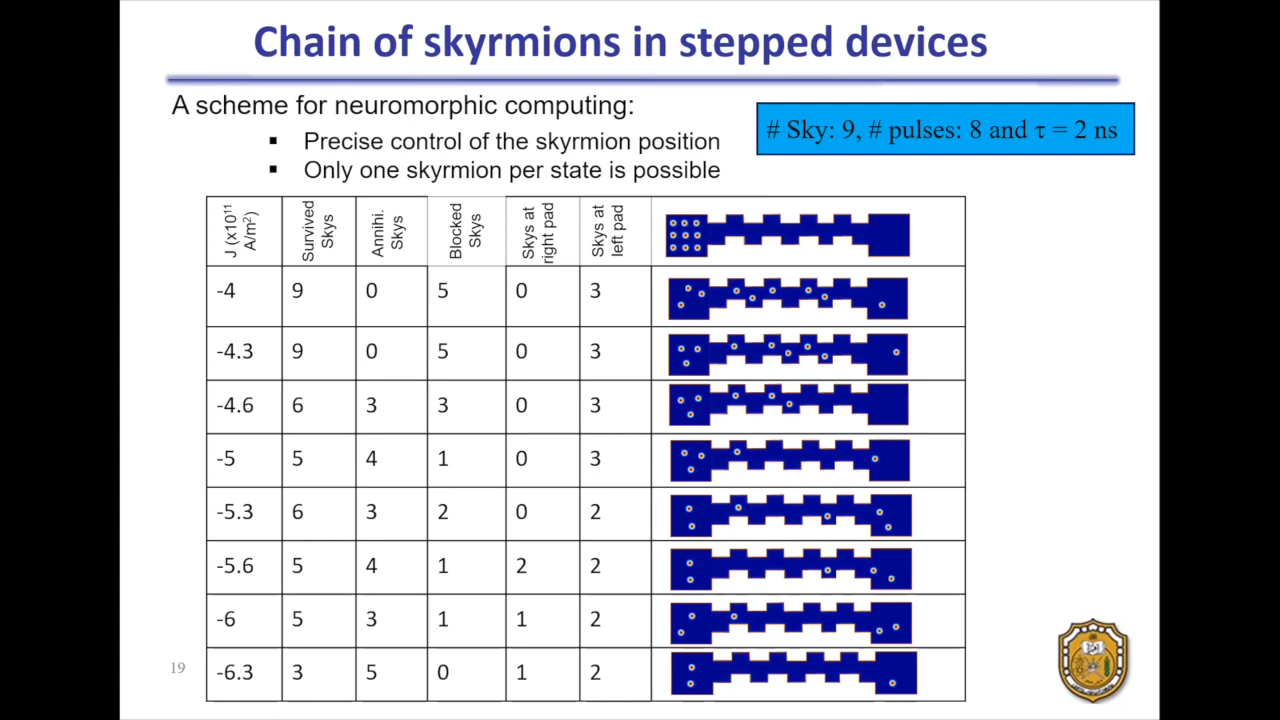 Chain of skyrmions in stepped devices
A scheme for neuromorphic computing:
▪ Precise control of the skyrmion position
▪ Only one skyrmion per state is possible
# Sky: 9, # pulses: 8 and τ = 2 ns
J (x10¹¹ A/m²) Survived Skys Annihi. Skys Blocked Skys Skys at right pad Skys at left pad
-4 9 0 5 0 3
-4.3 9 0 5 0 3
-4.6 6 3 3 0 3
-5 5 4 1 0 3
-5.3 6 3 2 0 2
-5.6 5 4 1 2 2
-6 5 3 1 1 2
-6.3 3 5 0 1 2
19